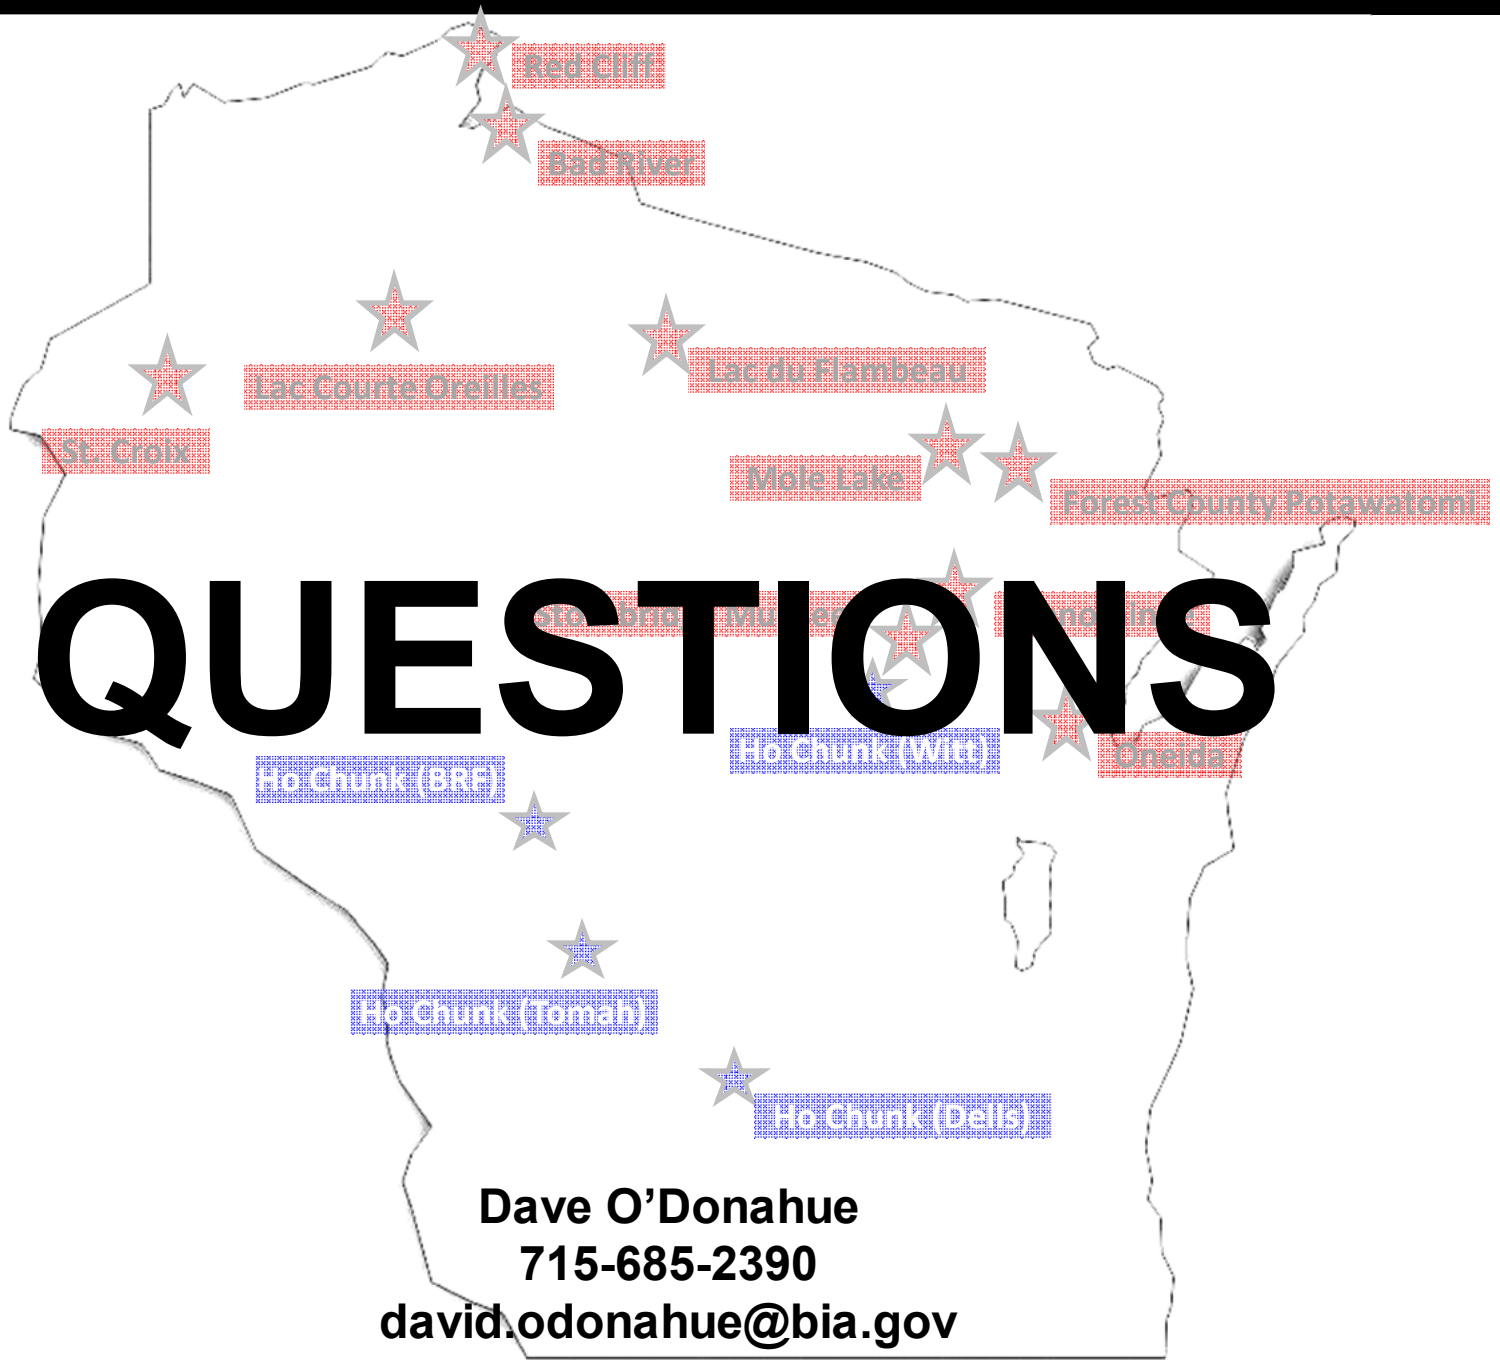 Red Cliff
Bad River
Lac Courte Oreilles
Lac du Flambeau
St. Croix
Mole Lake
Forest County Potawatomi
QUESTIONS
Ho Chunk (Witt)
Oneida
Ho Chunk (BRF)
Ho Chunk (Tomah)
Ho Chunk (Dells)
Dave O’Donahue
715-685-2390
david.odonahue@bia.gov